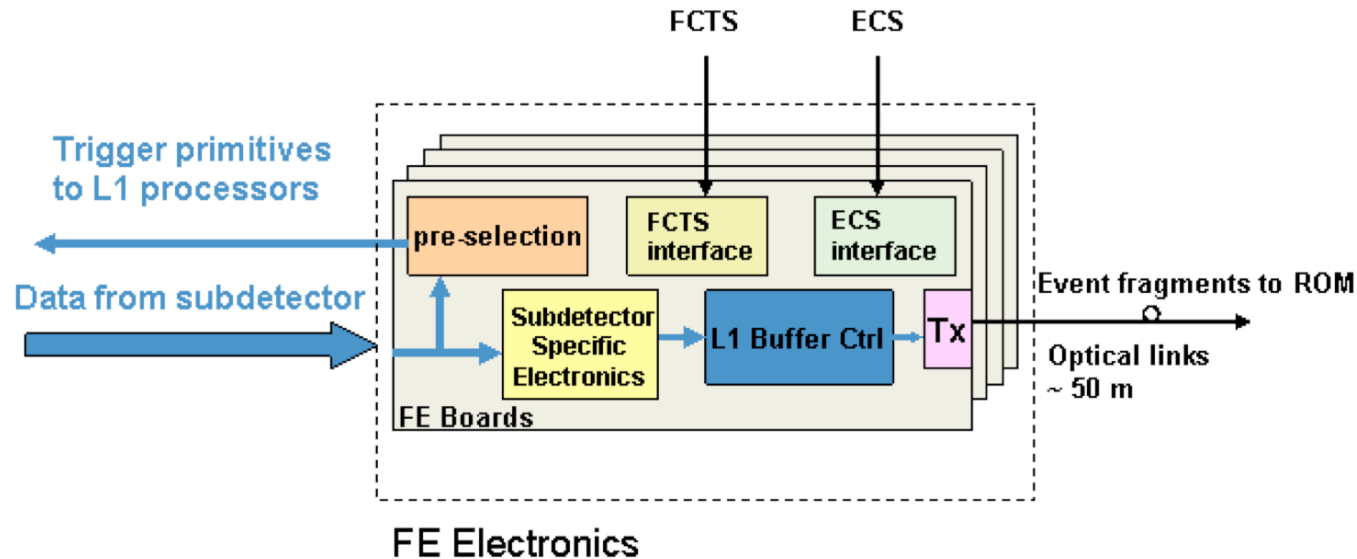 FCTS
ECS
Trigger primitives
to L1 processors
pre-selection
FCTS
interface
ECS
interface
Data from subdetector
Event fragments to ROM
Subdetector
Specific
Electronics
L1 Buffer Ctrl
Tx
Optical links
~ 50 m
FE Boards
FE Electronics